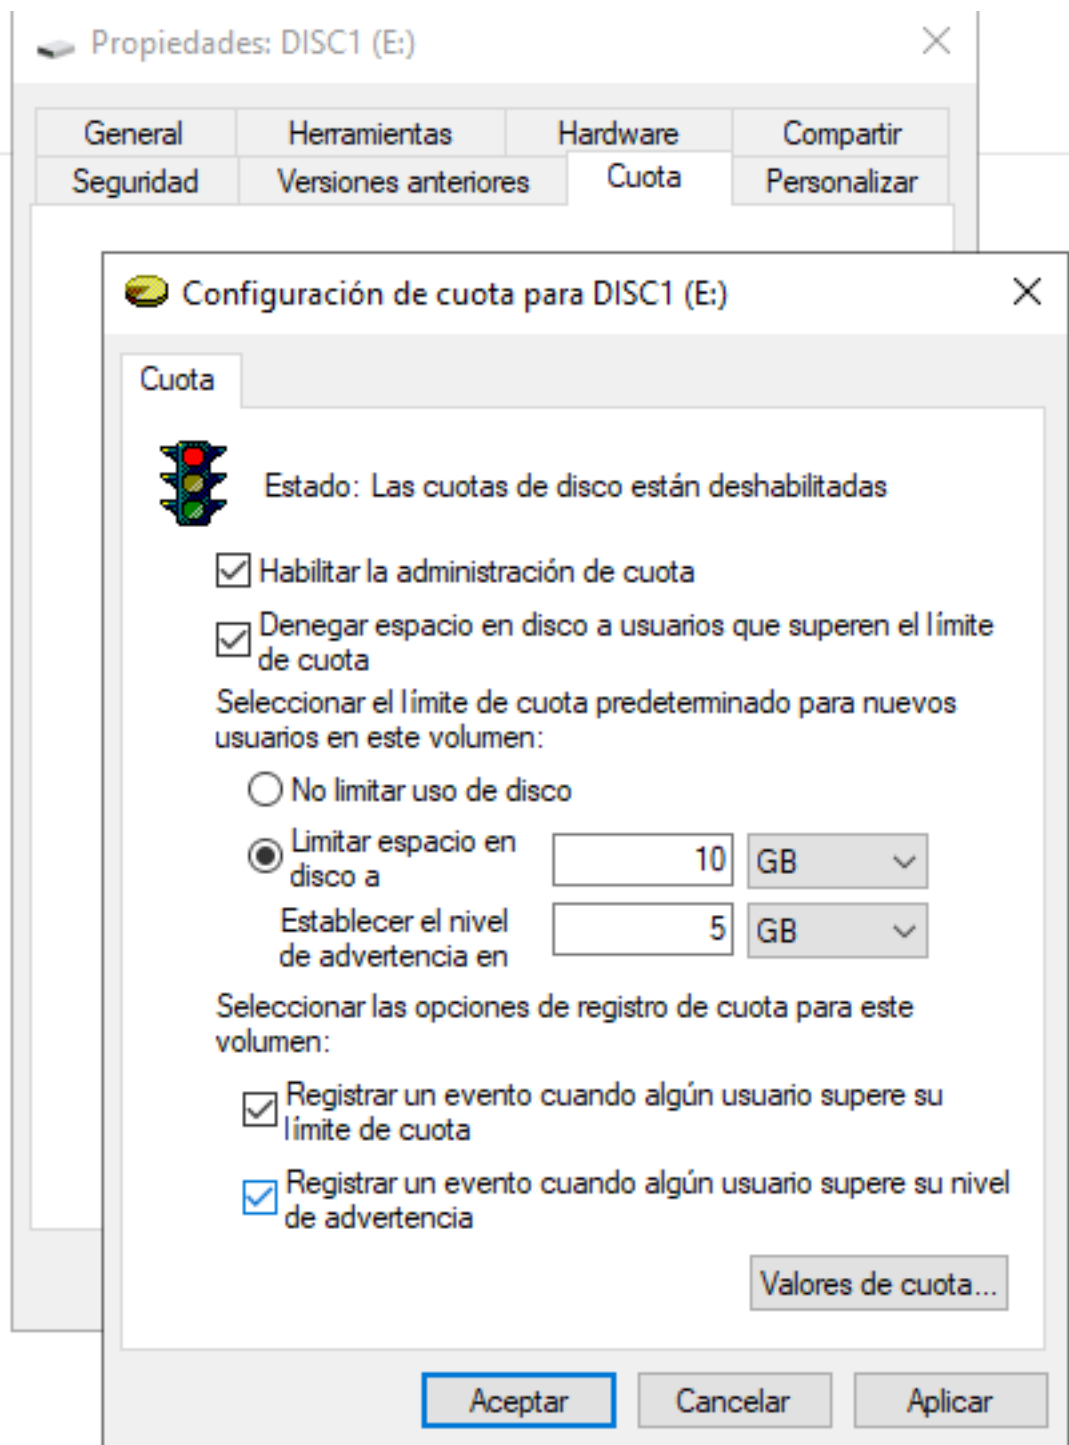 Propiedades: DISC1 (E:)
General Herramientas Hardware Compartir
Seguridad Versiones anteriores Cuota Personalizar
Configuración de cuota para DISC1 (E:)
Cuota
Estado: Las cuotas de disco están deshabilitadas
Habilitar la administración de cuota
Denegar espacio en disco a usuarios que superen el límite
de cuota
Seleccionar el límite de cuota predeterminado para nuevos
usuarios en este volumen:
No limitar uso de disco
Limitar espacio en
disco a
10 GB
Establecer el nivel
de advertencia en
5 GB
Seleccionar las opciones de registro de cuota para este
volumen:
Registrar un evento cuando algún usuario supere su
límite de cuota
Registrar un evento cuando algún usuario supere su nivel
de advertencia
Valores de cuota...
Aceptar Cancelar Aplicar